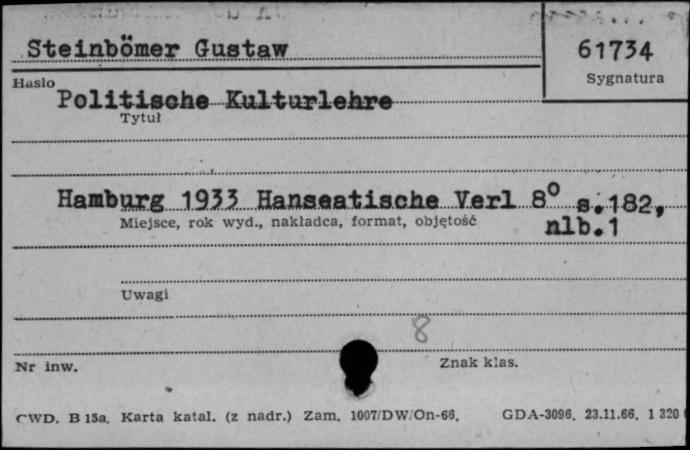 Steinbömer Gustaw
61734
Sygnatura
Hasło
Politische Kulturlehre
Tytuł
Hamburg 1933 Hanseatische Verl 8° s.182,
Miejsce, rok wyd., nakładca, format, objętość
nlb.1
Uwagi
8
Nr inw.
Znak klas.
CWD. B 15a. Karta katal. (z nadr.) Zam. 1007/DW/On-66. GDA-3096. 23.11.66. 1 320